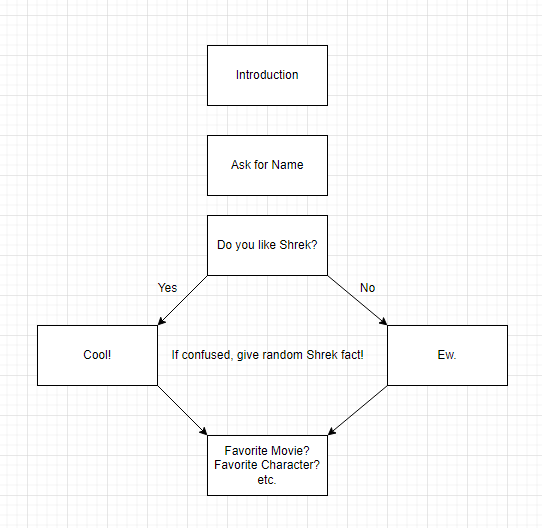 Introduction
Ask for Name
Do you like Shrek?
Yes
No
Cool!
If confused, give random Shrek fact!
Ew.
Favorite Movie?
Favorite Character?
etc.